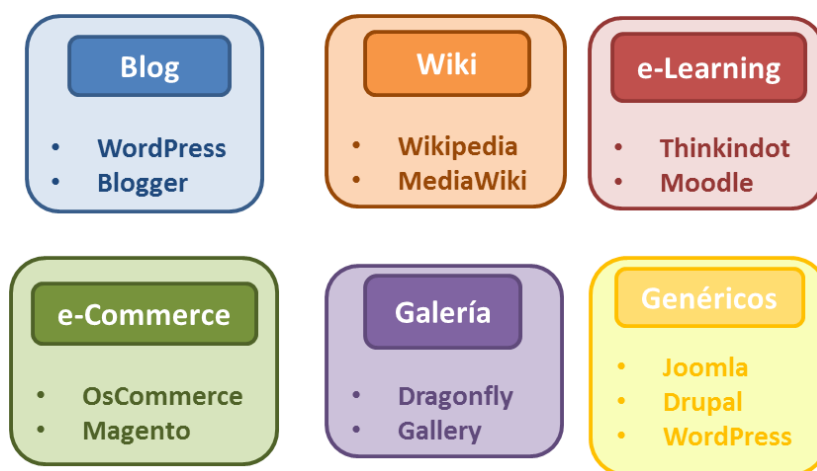 Blog
• WordPress
• Blogger
Wiki
• Wikipedia
• MediaWiki
e-Learning
• Thinkindot
• Moodle
e-Commerce
• OsCommerce
• Magento
Galería
• Dragonfly
• Gallery
Genéricos
• Joomla
• Drupal
• WordPress